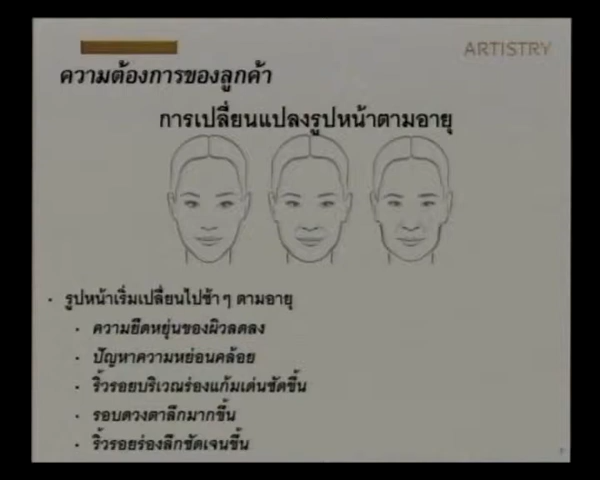 ARTISTRY
ความต้องการของลูกค้า
การเปลี่ยนแปลงรูปหน้าตามอายุ
• รูปหน้าเริ่มเปลี่ยนไปช้าๆ ตามอายุ
• ความยืดหยุ่นของผิวลดลง
• ปัญหาความหย่อนคล้อย
• ริ้วรอยบริเวณร่องแก้มเด่นชัดขึ้น
• รอบดวงตาลึกมากขึ้น
• ริ้วรอยร่องลึกชัดเจนขึ้น